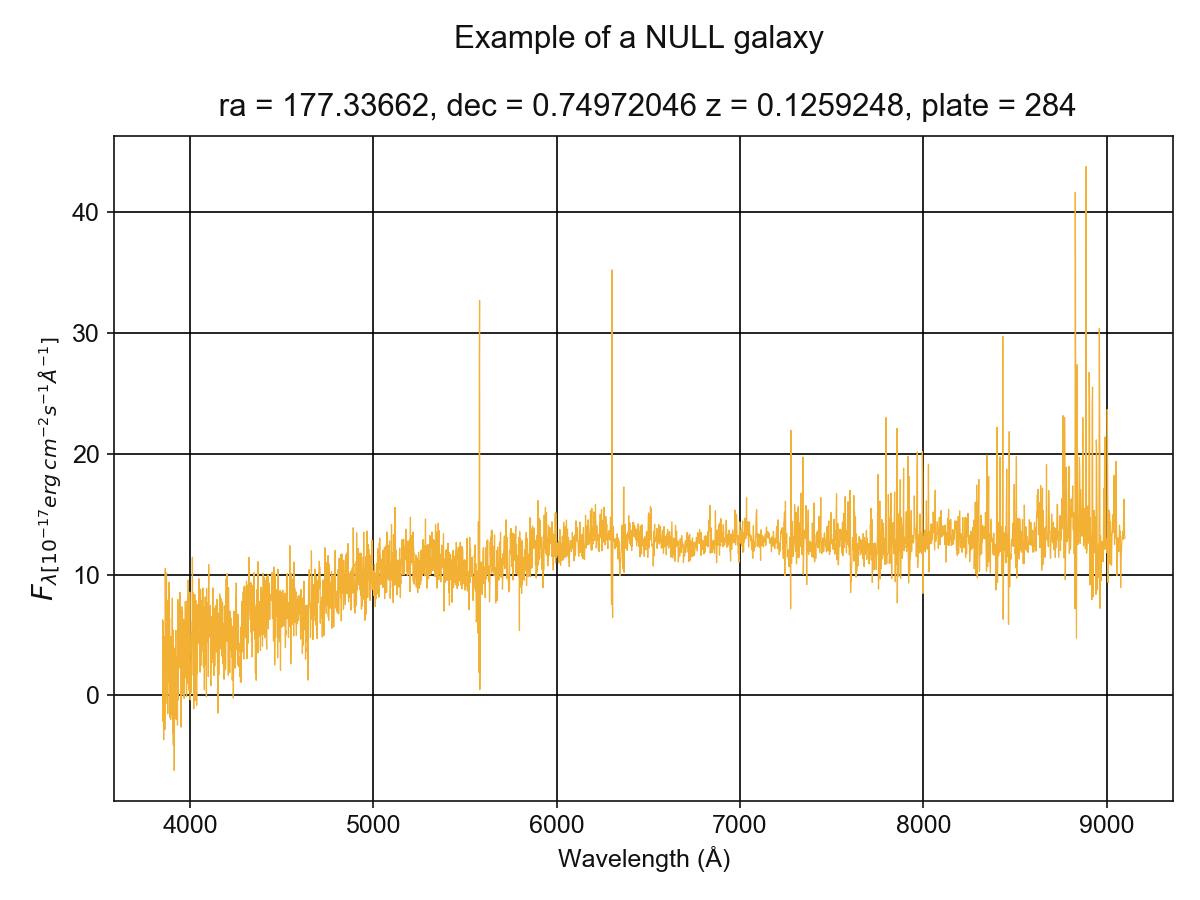 Example of a NULL galaxy
ra = 177.33662, dec = 0.74972046 z = 0.1259248, plate = 284
40
30
20
10
0
F_{λ[10^{−17}erg cm^{−2}s^{−1}Å^{−1}]}
4000 5000 6000 7000 8000 9000
Wavelength (Å)